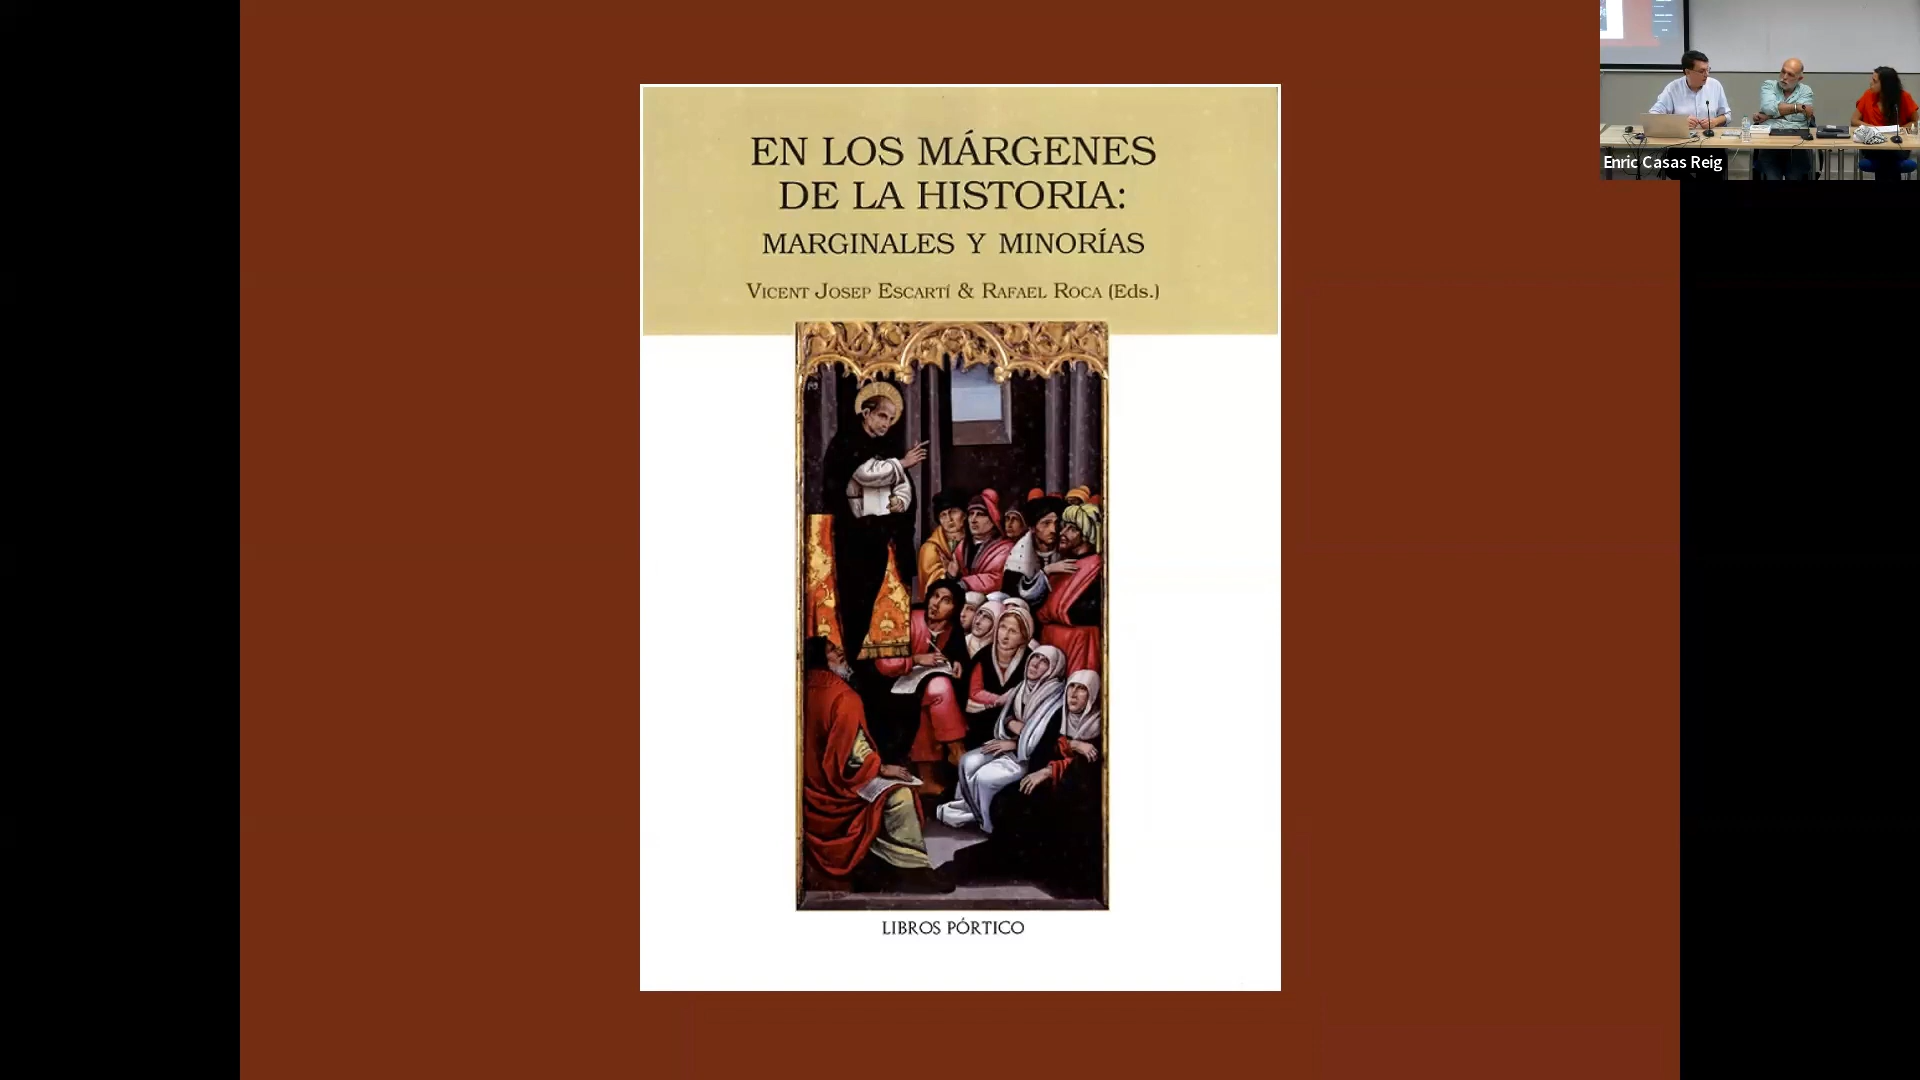 EN LOS MÁRGENES
DE LA HISTORIA:
MARGINALES Y MINORÍAS
Vicent Josep Escartí & Rafael Roca (Eds.)
LIBROS PÓRTICO
Enric Casas Reig